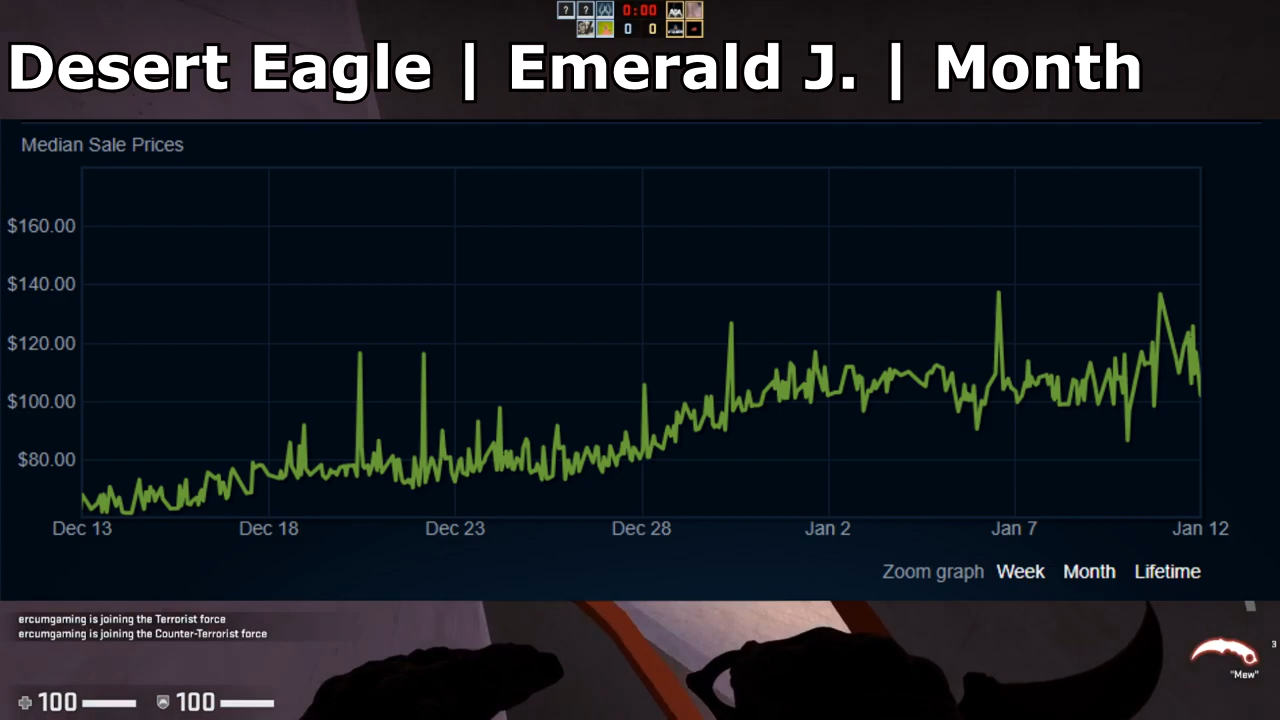 ? ? 0:00
0 0
Desert Eagle | Emerald J. | Month
Median Sale Prices
$160.00
$140.00
$120.00
$100.00
$80.00
Dec 13 Dec 18 Dec 23 Dec 28 Jan 2 Jan 7 Jan 12
Zoom graph Week Month Lifetime
ercumgaming is joining the Terrorist force
ercumgaming is joining the Counter-Terrorist force
3
"Mew"
100 100